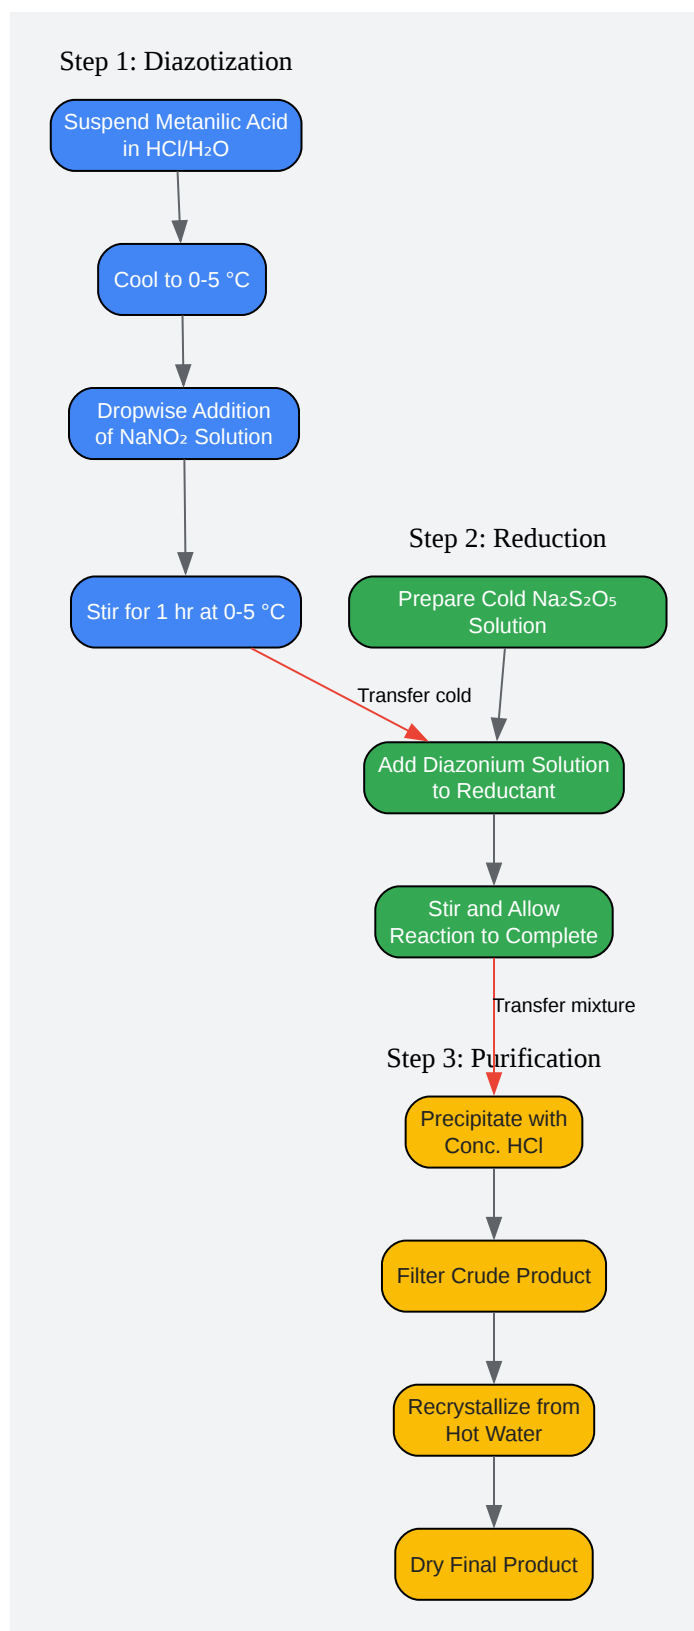 Step 1: Diazotization
Suspend Metanilic Acid
in HCl/H₂O
Cool to 0-5 °C
Dropwise Addition
of NaNO₂ Solution
Stir for 1 hr at 0-5 °C
Step 2: Reduction
Prepare Cold Na₂S₂O₅
Solution
Transfer cold
Add Diazonium Solution
to Reductant
Stir and Allow
Reaction to Complete
Transfer mixture
Step 3: Purification
Precipitate with
Conc. HCl
Filter Crude Product
Recrystallize from
Hot Water
Dry Final Product